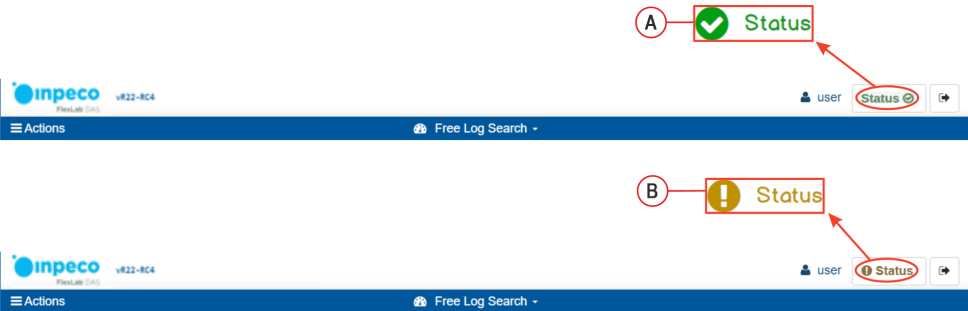 A Status
inpeco vR22-RC4 user Status
FlexLab DAS
Actions Free Log Search
B Status
inpeco vR22-RC4 user Status
FlexLab DAS
Actions Free Log Search